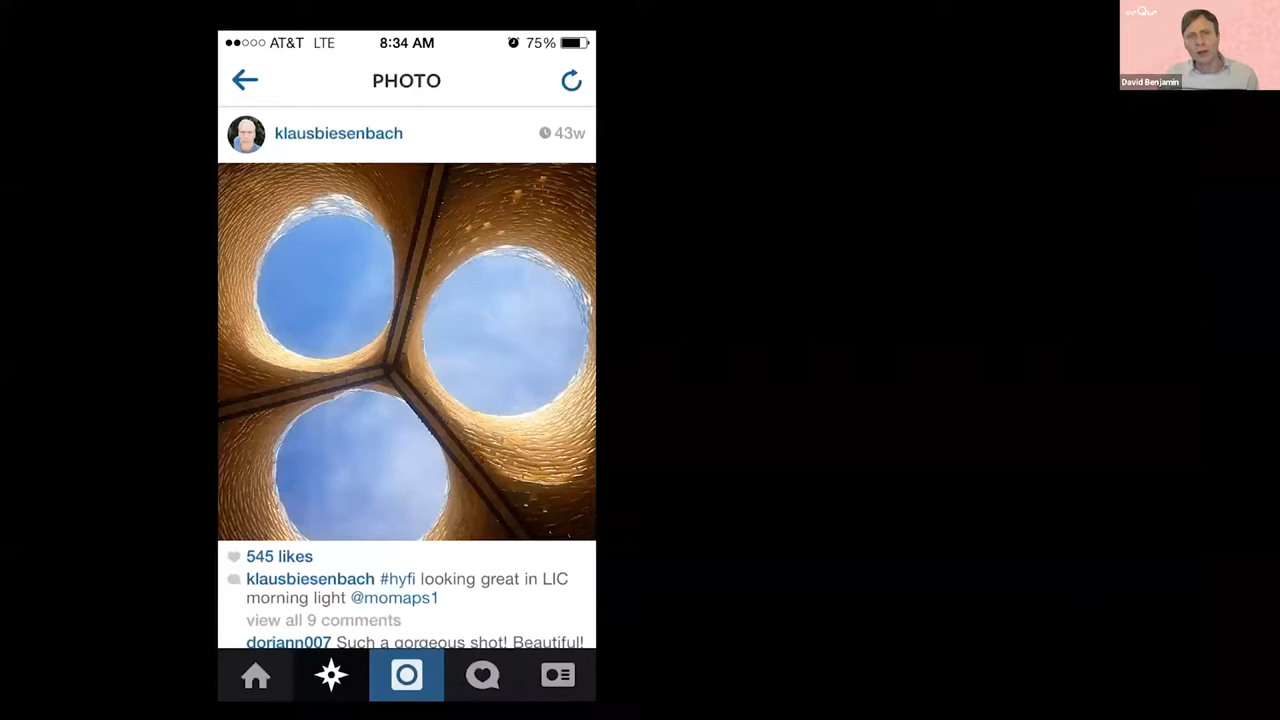 AT&T LTE 8:34 AM 75%
PHOTO
klausbiesenbach 43w
545 likes
klausbiesenbach #hyfi looking great in LIC
morning light @momaps1
view all 9 comments
doriann007 Such a gorgeous shot! Beautiful!
David Benjamin